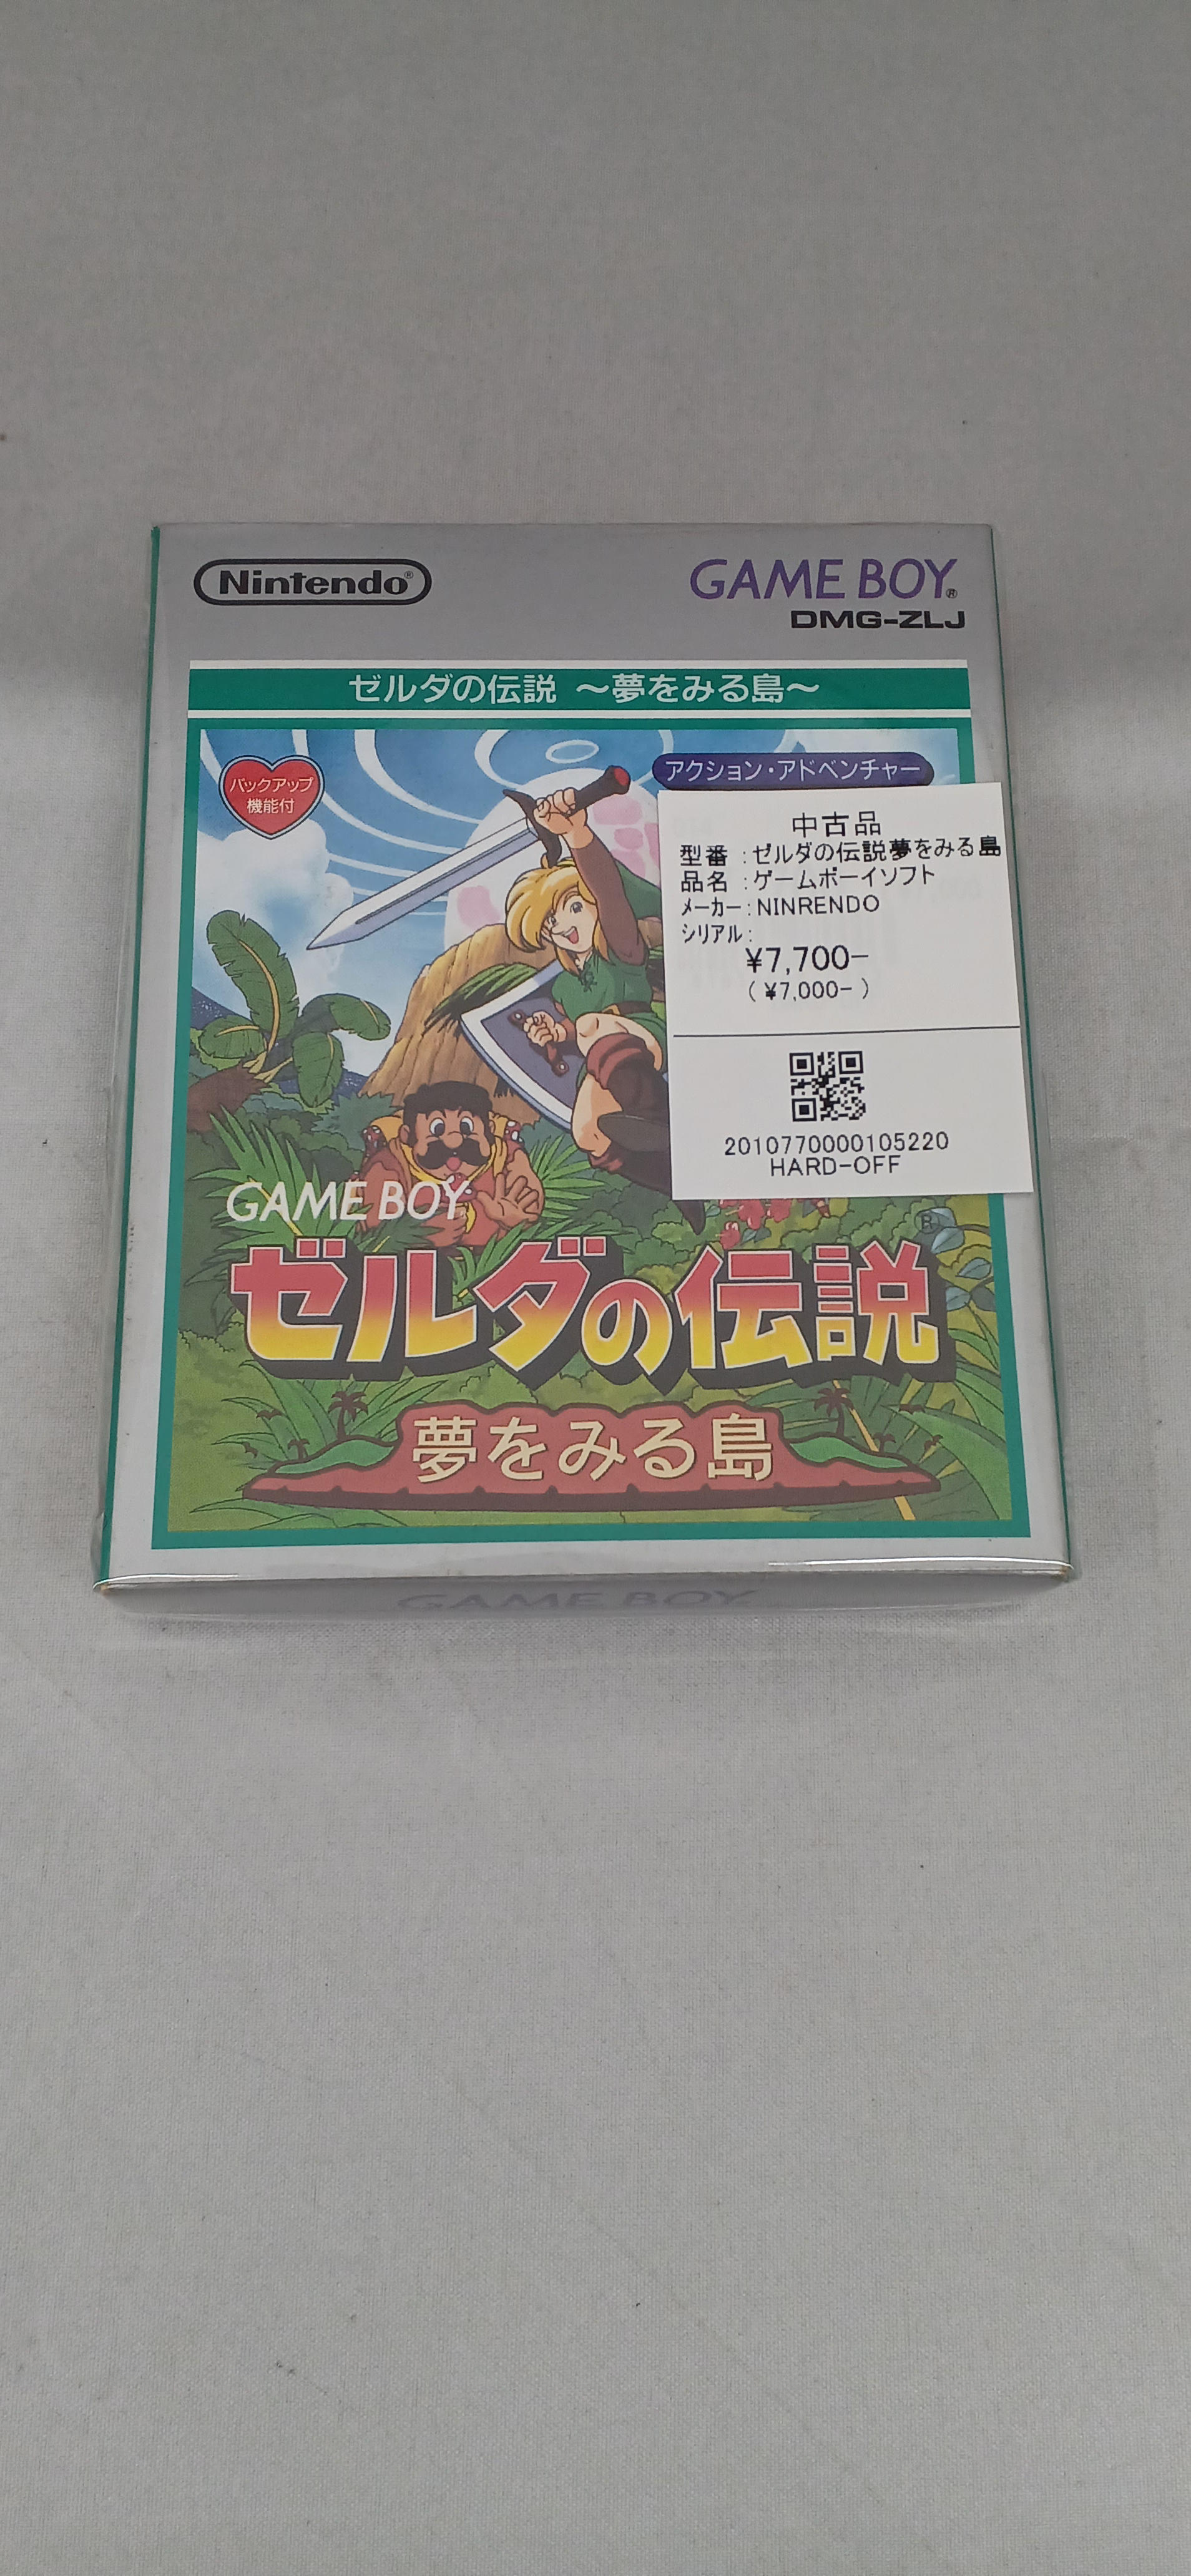 Nintendo®
GAME BOY®
DMG-ZLJ
ゼルダの伝説 ～夢をみる島～
バックアップ
機能付
アクション・アドベンチャー
中古品
型番 :ゼルダの伝説夢をみる島
品名 :ゲームボーイソフト
ﾒｰｶｰ:NINRENDO
ｼﾘｱﾙ:
¥7,700-
(¥7,000-)
2010770000105220
HARD-OFF
GAME BOY
ゼルダの伝説
®
夢をみる島
GAME BOY